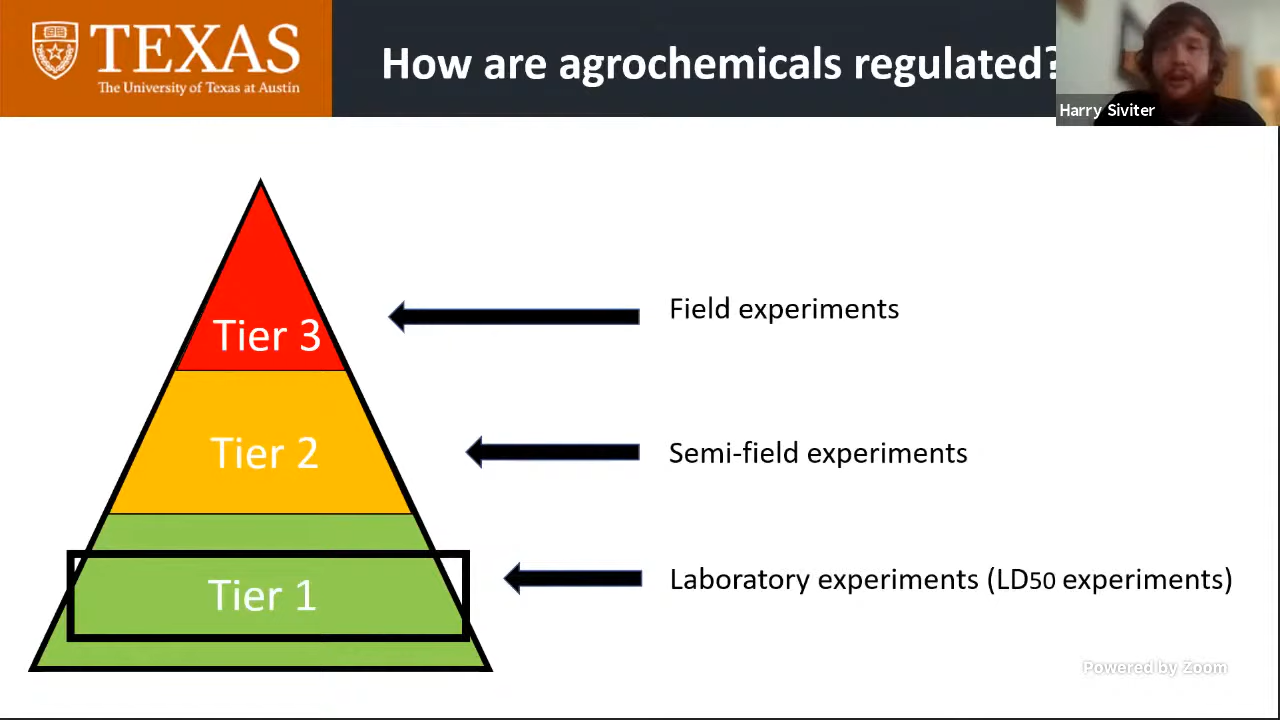 TEXAS
The University of Texas at Austin
How are agrochemicals regulated?
Harry Siviter
Tier 3
Field experiments
Tier 2
Semi-field experiments
Tier 1
Laboratory experiments (LD50 experiments)
Powered by Zoom